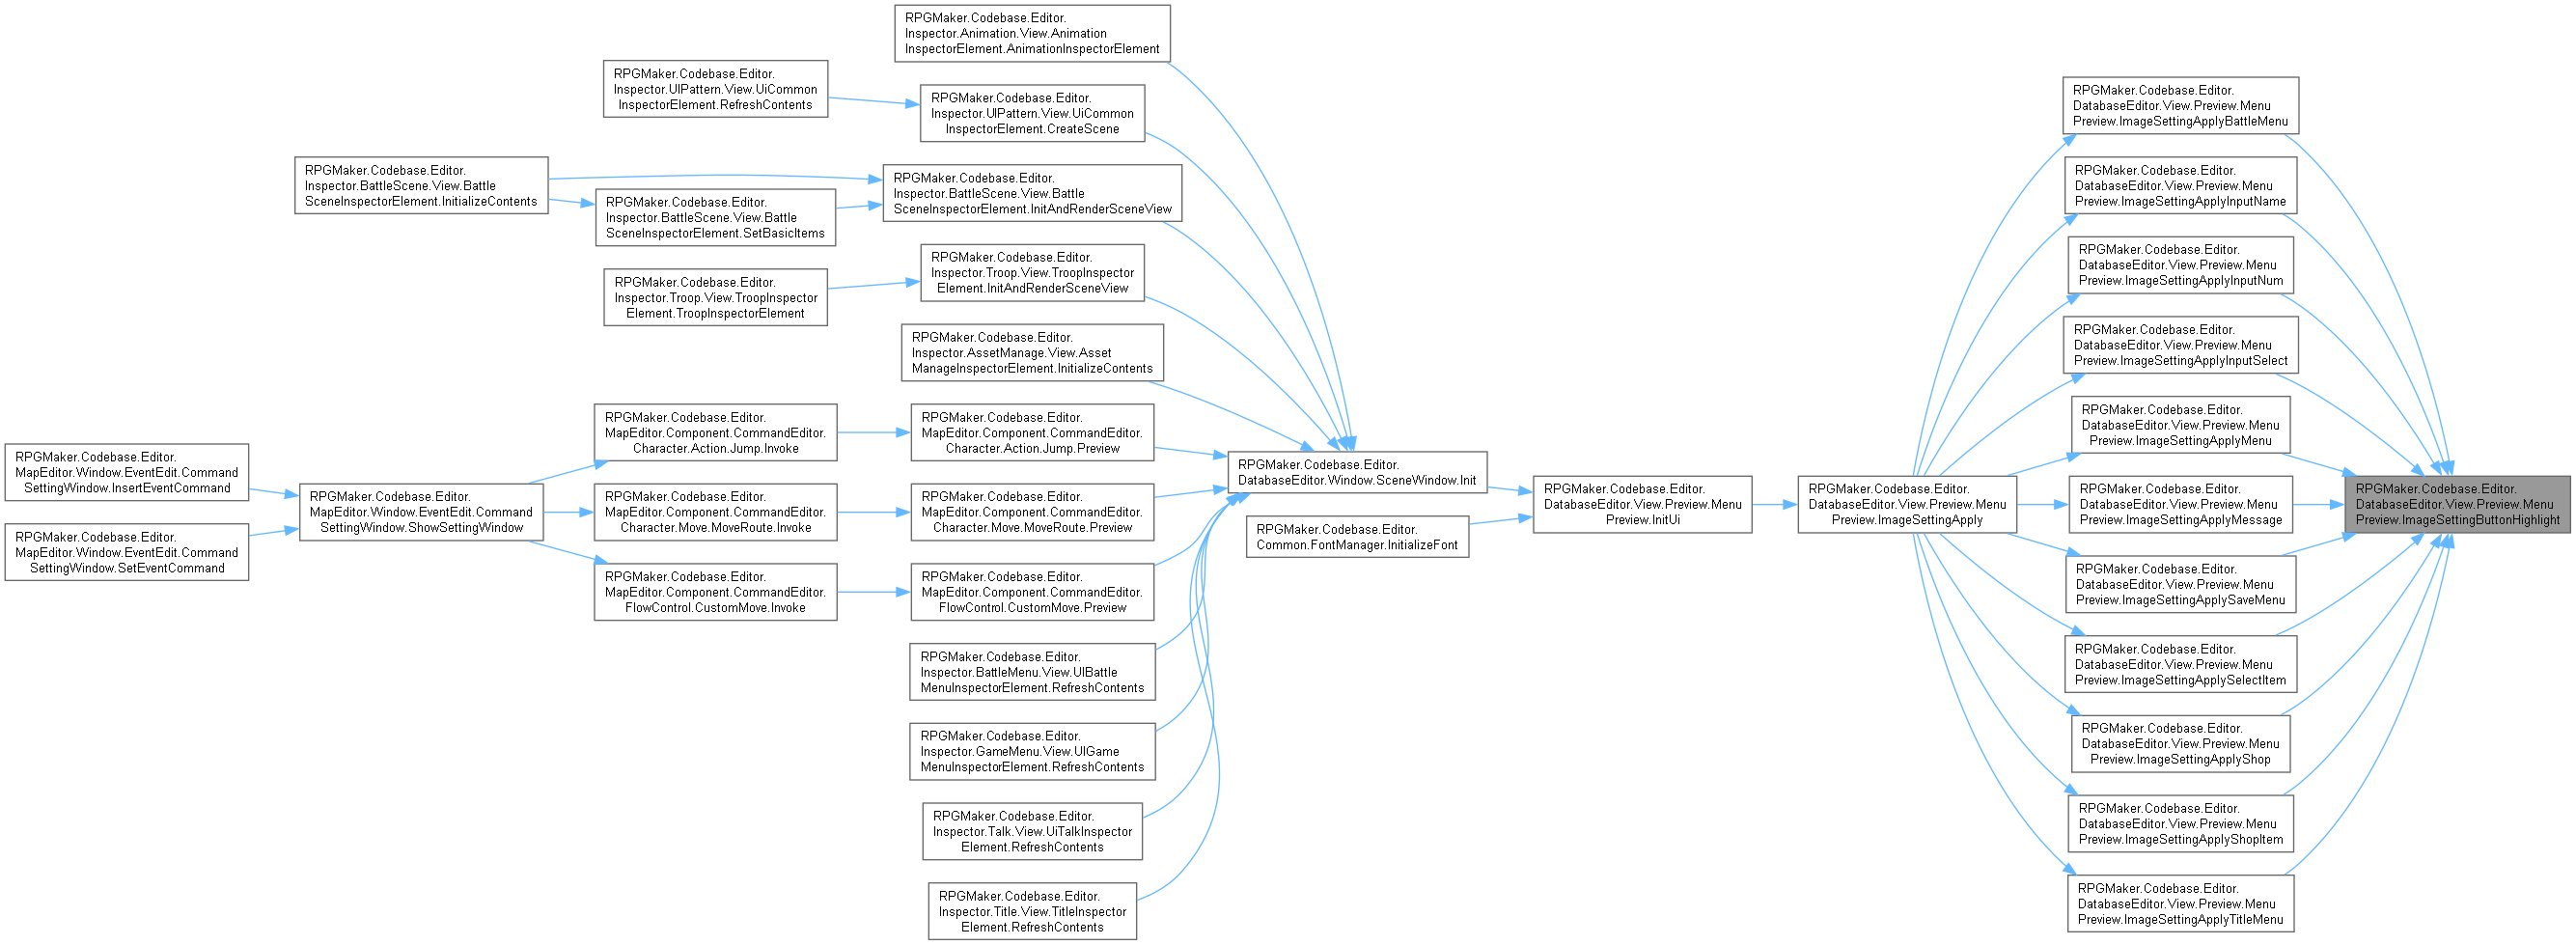 RPGMaker.Codebase.Editor.
Inspector.Animation.View.Animation
InspectorElement.AnimationInspectorElement
RPGMaker.Codebase.Editor.
Inspector.UIPattern.View.UiCommon
InspectorElement.RefreshContents
RPGMaker.Codebase.Editor.
Inspector.UIPattern.View.UiCommon
InspectorElement.CreateScene
RPGMaker.Codebase.Editor.
Inspector.BattleScene.View.Battle
SceneInspectorElement.InitializeContents
RPGMaker.Codebase.Editor.
Inspector.BattleScene.View.Battle
SceneInspectorElement.SetBasicItems
RPGMaker.Codebase.Editor.
Inspector.BattleScene.View.Battle
SceneInspectorElement.InitAndRenderSceneView
RPGMaker.Codebase.Editor.
Inspector.Troop.View.TroopInspector
Element.TroopInspectorElement
RPGMaker.Codebase.Editor.
Inspector.Troop.View.TroopInspector
Element.InitAndRenderSceneView
RPGMaker.Codebase.Editor.
Inspector.AssetManage.View.Asset
ManageInspectorElement.InitializeContents
RPGMaker.Codebase.Editor.
MapEditor.Window.EventEdit.Command
SettingWindow.InsertEventCommand
RPGMaker.Codebase.Editor.
MapEditor.Window.EventEdit.Command
SettingWindow.SetEventCommand
RPGMaker.Codebase.Editor.
MapEditor.Window.EventEdit.Command
SettingWindow.ShowSettingWindow
RPGMaker.Codebase.Editor.
MapEditor.Component.CommandEditor.
Character.Action.Jump.Invoke
RPGMaker.Codebase.Editor.
MapEditor.Component.CommandEditor.
Character.Move.MoveRoute.Invoke
RPGMaker.Codebase.Editor.
MapEditor.Component.CommandEditor.
FlowControl.CustomMove.Invoke
RPGMaker.Codebase.Editor.
MapEditor.Component.CommandEditor.
Character.Action.Jump.Preview
RPGMaker.Codebase.Editor.
MapEditor.Component.CommandEditor.
Character.Move.MoveRoute.Preview
RPGMaker.Codebase.Editor.
MapEditor.Component.CommandEditor.
FlowControl.CustomMove.Preview
RPGMaker.Codebase.Editor.
Inspector.BattleMenu.View.UIBattle
MenuInspectorElement.RefreshContents
RPGMaker.Codebase.Editor.
Inspector.GameMenu.View.UIGame
MenuInspectorElement.RefreshContents
RPGMaker.Codebase.Editor.
Inspector.Talk.View.UiTalkInspector
Element.RefreshContents
RPGMaker.Codebase.Editor.
Inspector.Title.View.TitleInspector
Element.RefreshContents
RPGMaker.Codebase.Editor.
DatabaseEditor.Window.SceneWindow.Init
RPGMaker.Codebase.Editor.
Common.FontManager.InitializeFont
RPGMaker.Codebase.Editor.
DatabaseEditor.View.Preview.Menu
Preview.InitUi
RPGMaker.Codebase.Editor.
DatabaseEditor.View.Preview.Menu
Preview.ImageSettingApply
RPGMaker.Codebase.Editor.
DatabaseEditor.View.Preview.Menu
Preview.ImageSettingApplyBattleMenu
RPGMaker.Codebase.Editor.
DatabaseEditor.View.Preview.Menu
Preview.ImageSettingApplyInputName
RPGMaker.Codebase.Editor.
DatabaseEditor.View.Preview.Menu
Preview.ImageSettingApplyInputNum
RPGMaker.Codebase.Editor.
DatabaseEditor.View.Preview.Menu
Preview.ImageSettingApplyInputSelect
RPGMaker.Codebase.Editor.
DatabaseEditor.View.Preview.Menu
Preview.ImageSettingApplyMenu
RPGMaker.Codebase.Editor.
DatabaseEditor.View.Preview.Menu
Preview.ImageSettingApplyMessage
RPGMaker.Codebase.Editor.
DatabaseEditor.View.Preview.Menu
Preview.ImageSettingApplySaveMenu
RPGMaker.Codebase.Editor.
DatabaseEditor.View.Preview.Menu
Preview.ImageSettingApplySelectItem
RPGMaker.Codebase.Editor.
DatabaseEditor.View.Preview.Menu
Preview.ImageSettingApplyShop
RPGMaker.Codebase.Editor.
DatabaseEditor.View.Preview.Menu
Preview.ImageSettingApplyShopItem
RPGMaker.Codebase.Editor.
DatabaseEditor.View.Preview.Menu
Preview.ImageSettingApplyTitleMenu
RPGMaker.Codebase.Editor.
DatabaseEditor.View.Preview.Menu
Preview.ImageSettingButtonHighlight